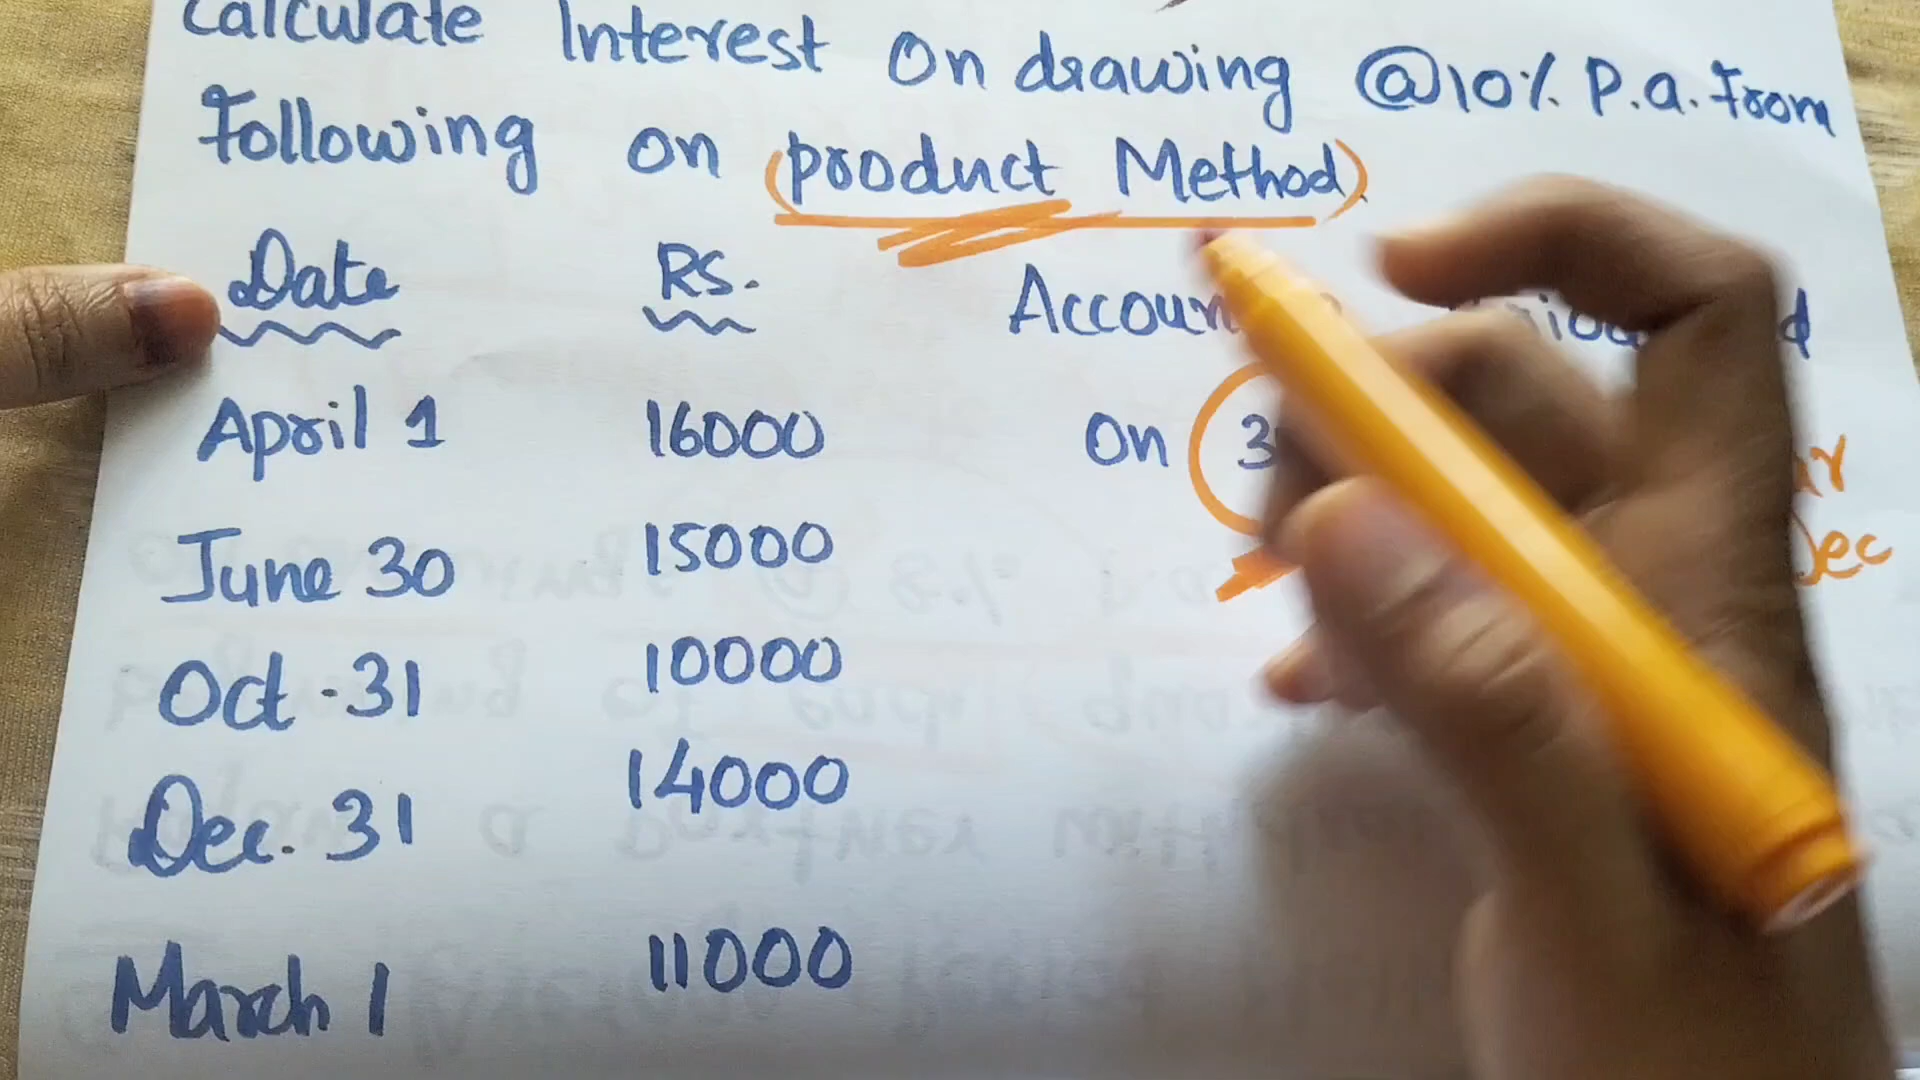 Calculate Interest On drawing @10% P.a. From
Following on (product Method).
Date Rs.
April 1 16000 On
June 30 15000
Oct - 31 10000
Dec. 31 14000
March 1 11000
Dec